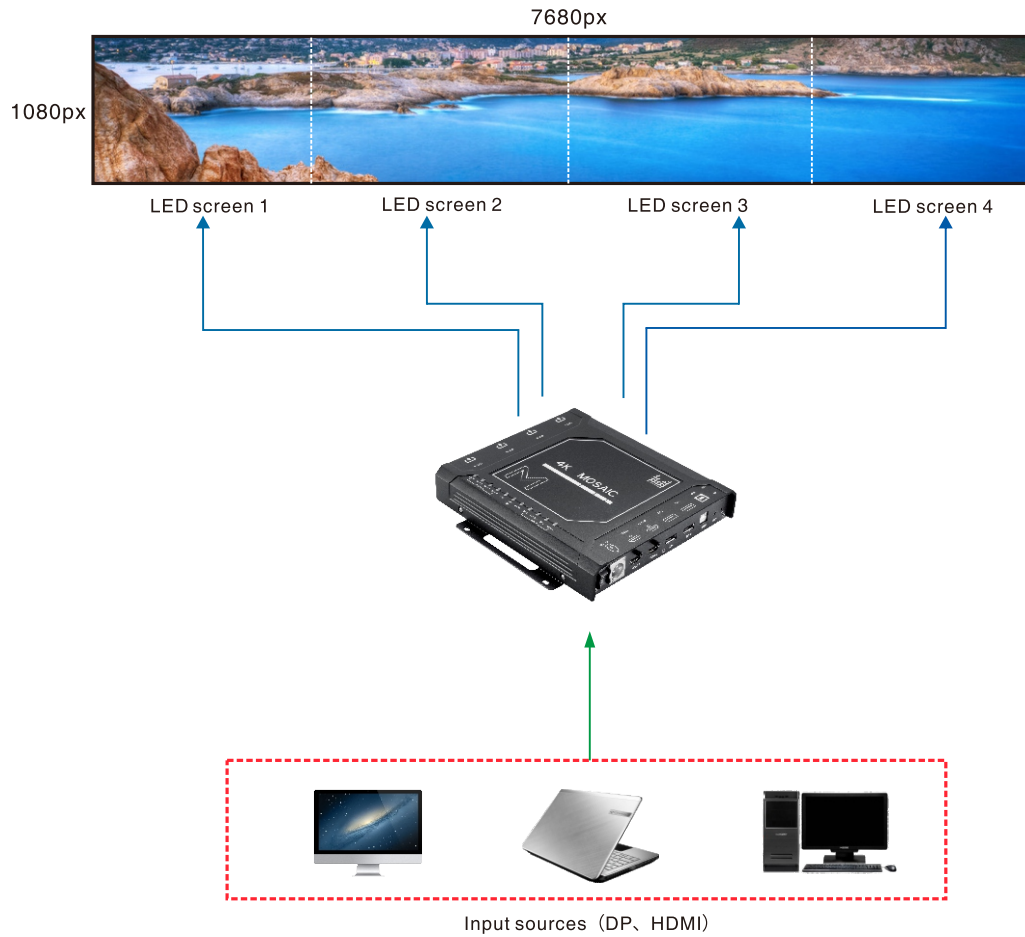 7680px
1080px
LED screen 1
LED screen 2
LED screen 3
LED screen 4
4K MOSAIC
Input sources（DP、HDMI）